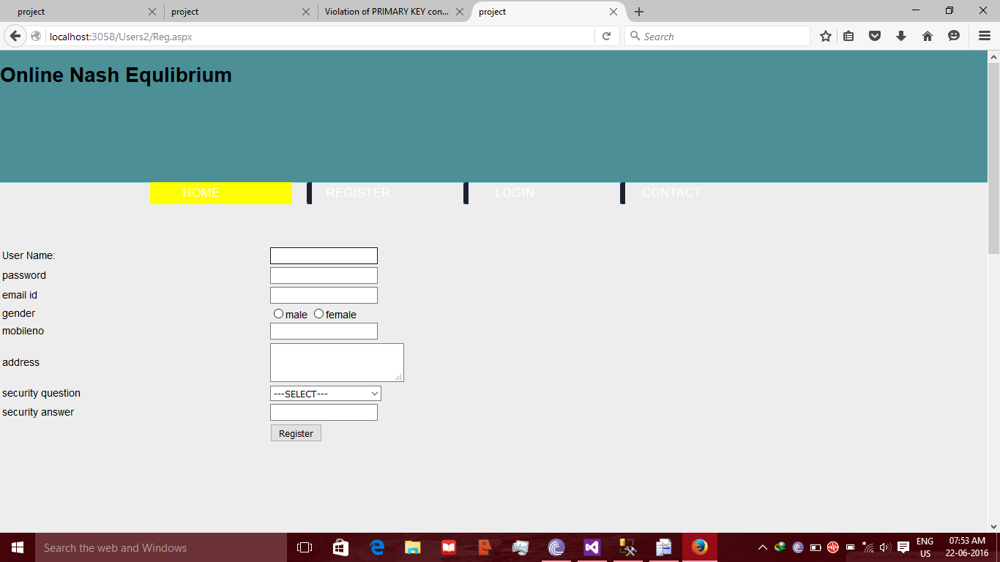 project
project
Violation of PRIMARY KEY con...
project
localhost:3058/Users2/Reg.aspx
Search
Online Nash Equlibrium
HOME REGISTER LOGIN CONTACT
User Name:
password
email id
gender male female
mobileno
address
security question ---SELECT---
security answer
Register
Search the web and Windows
ENG
US
07:53 AM
22-06-2016